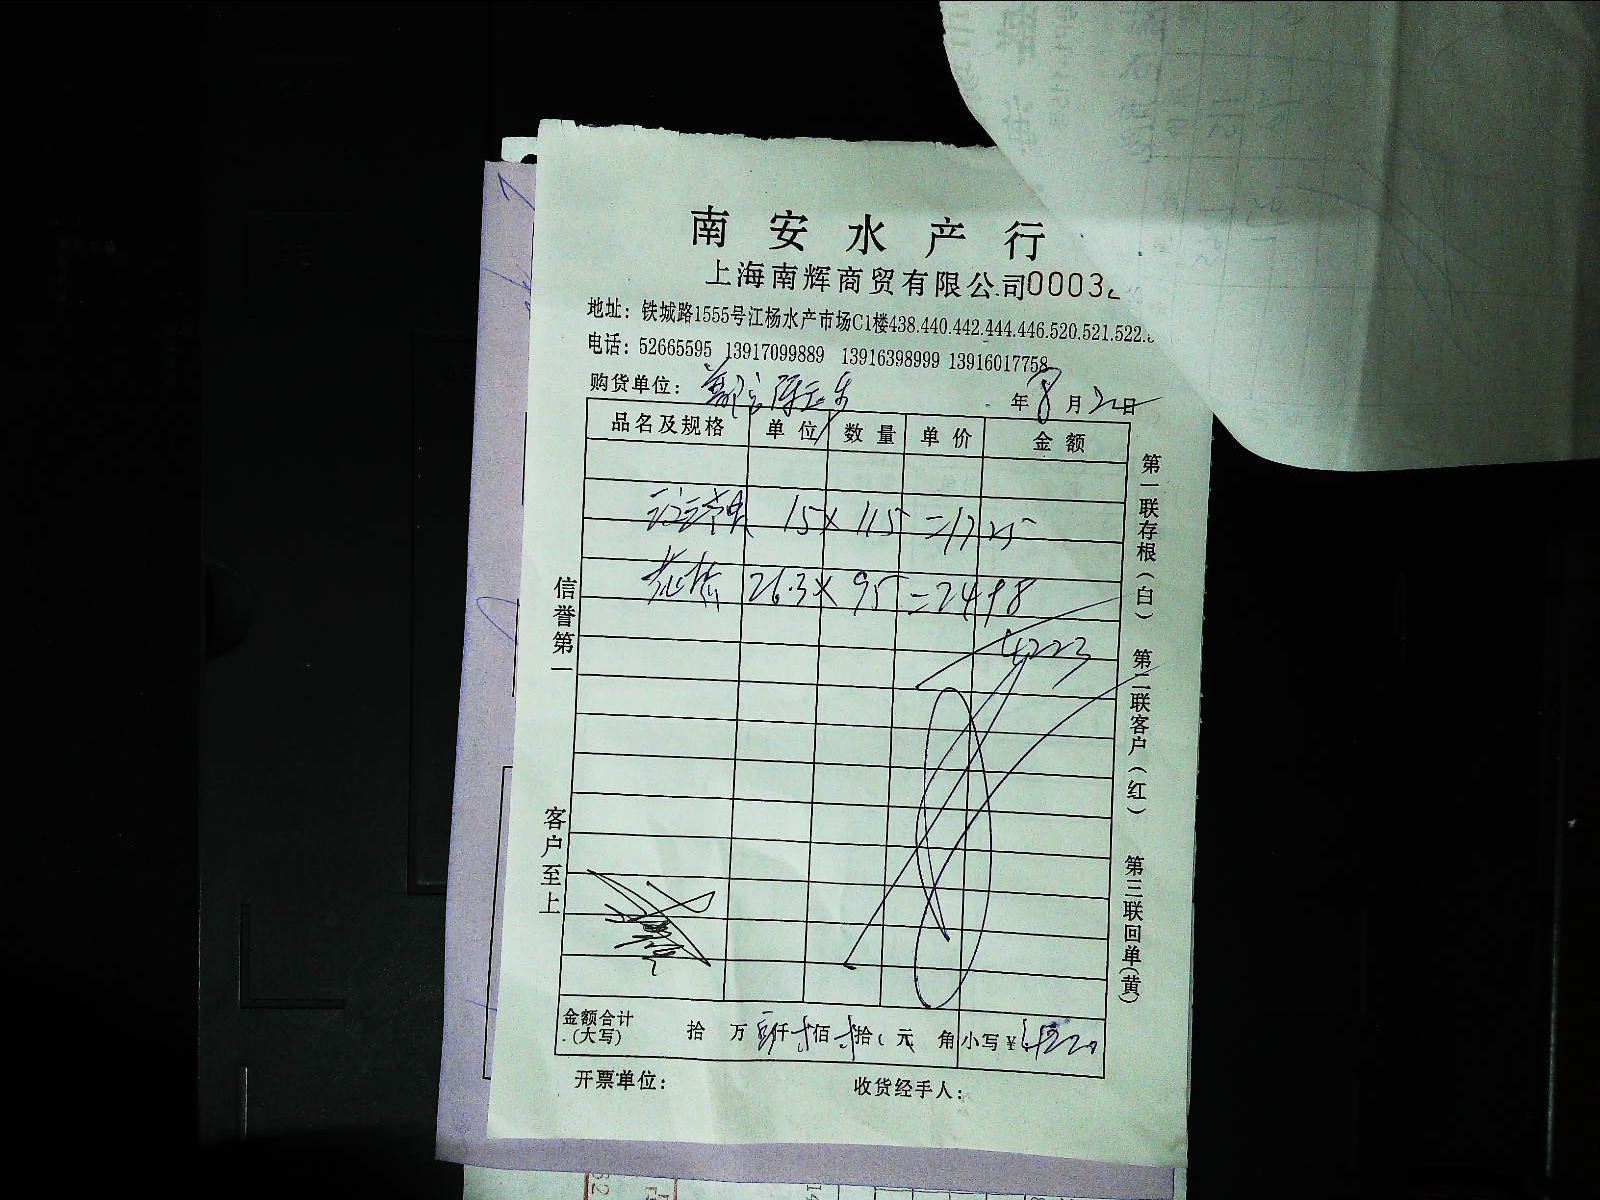 南安水产行
上海南辉商贸有限公司 0003
地址：铁城路1555号江杨水产市场C1楼438.440.442.444.446.520.521.522.
电话：52665595 13917099889 13916398999 13916017758
购货单位： 年8月2日
品名及规格 单位 数量 单价 金额
15×115=1725
26.3×95=2498
4223
信誉第一
客户至上
第一联存根（白） 第二联客户（红） 第三联回单（黄）
金额合计（大写） 拾 万 仟 佰 拾 元 角 小写¥4220
开票单位： 收货经手人：